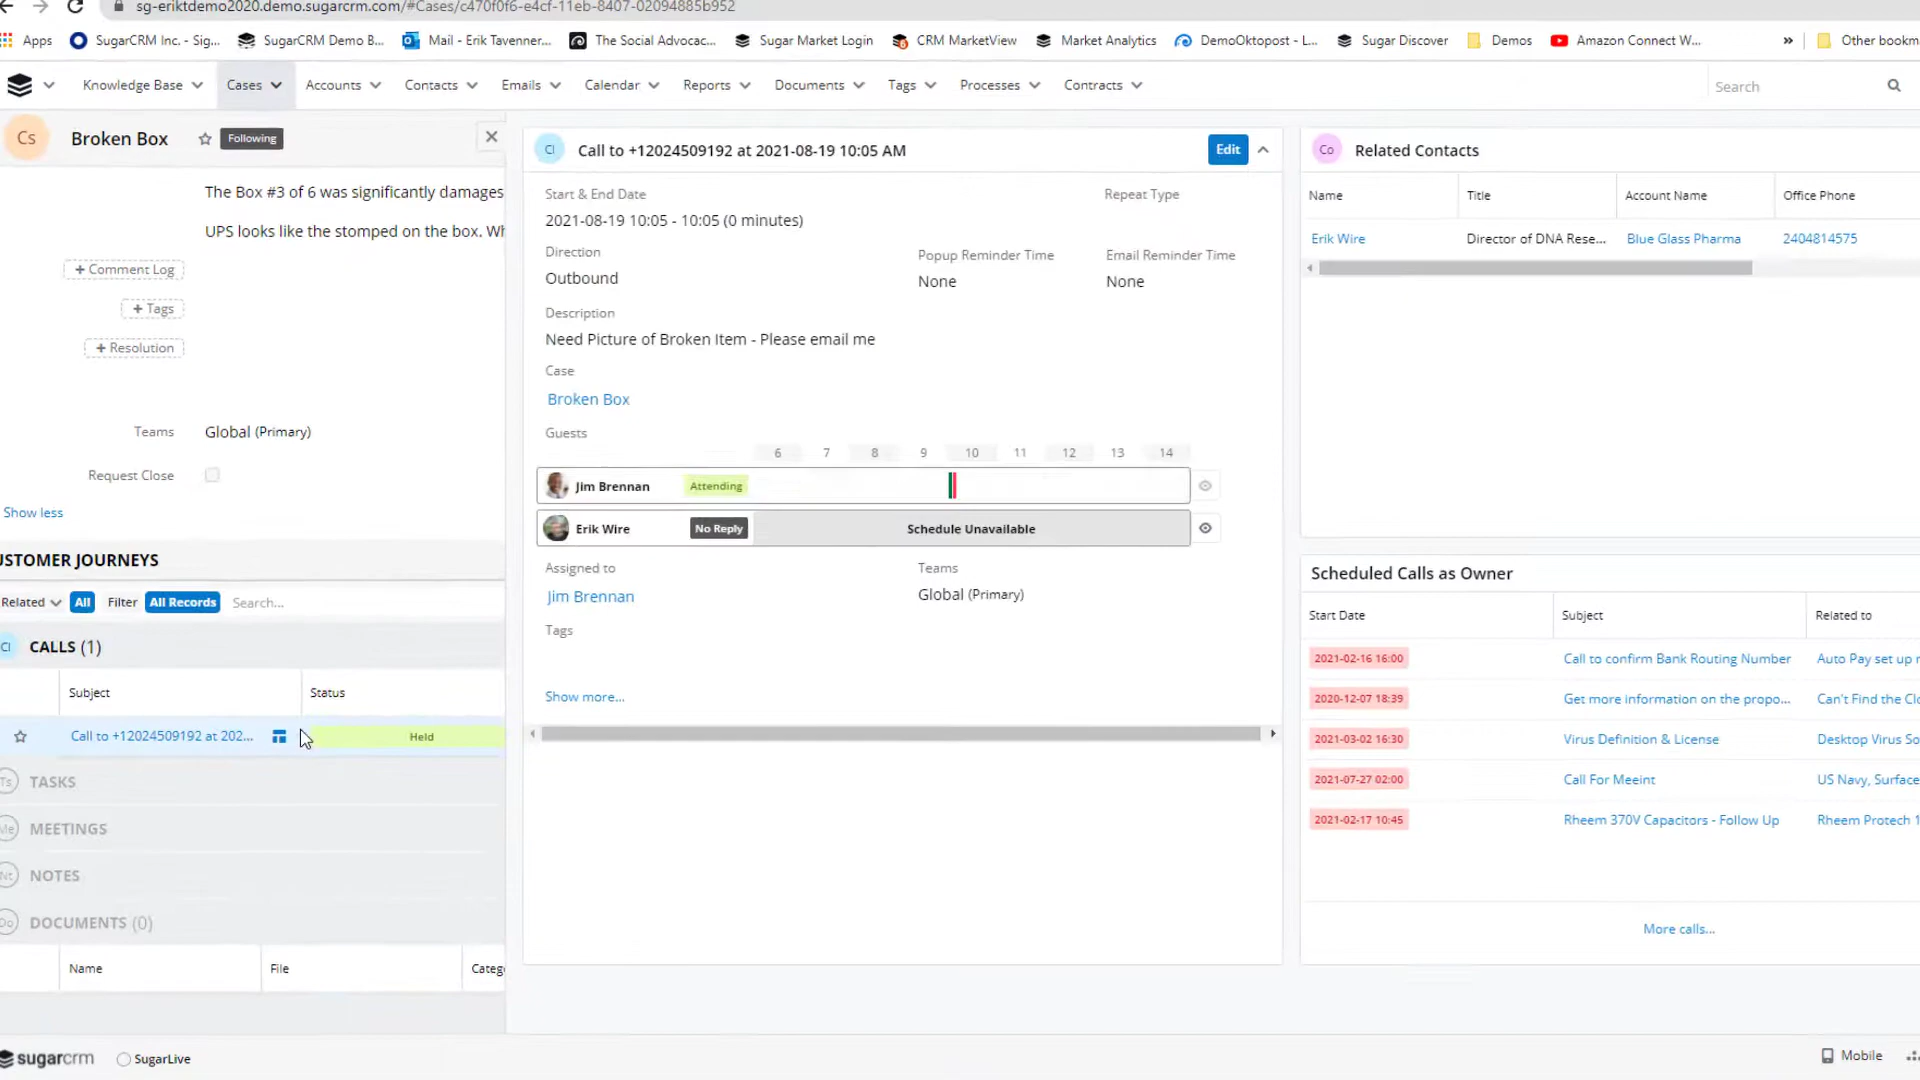 sg-eriktdemo2020.demo.sugarcrm.com/#Cases/c470f0f6-e4cf-11eb-8407-02094885b952
Apps
SugarCRM Inc. - Sig...
SugarCRM Demo B...
Mail - Erik Tavenner...
The Social Advocac...
Sugar Market Login
CRM MarketView
Market Analytics
DemoOktopost - L...
Sugar Discover
Demos
Amazon Connect W...
»
Other bookm
Knowledge Base
Cases
Accounts
Contacts
Emails
Calendar
Reports
Documents
Tags
Processes
Contracts
Search
Cs
Broken Box
Following
The Box #3 of 6 was significantly damages
UPS looks like the stomped on the box. Wh
+ Comment Log
+ Tags
+ Resolution
Teams
Global (Primary)
Request Close
Show less
USTOMER JOURNEYS
Related
All
Filter
All Records
Search...
Cl
CALLS (1)
Subject
Status
Call to +12024509192 at 202...
Held
Ts
TASKS
Me
MEETINGS
Nt
NOTES
Do
DOCUMENTS (0)
Name
File
Categ
Cl
Call to +12024509192 at 2021-08-19 10:05 AM
Edit
Start & End Date
Repeat Type
2021-08-19 10:05 - 10:05 (0 minutes)
Direction
Popup Reminder Time
Email Reminder Time
Outbound
None
None
Description
Need Picture of Broken Item - Please email me
Case
Broken Box
Guests
6 7 8 9 10 11 12 13 14
Jim Brennan
Attending
Erik Wire
No Reply
Schedule Unavailable
Assigned to
Teams
Jim Brennan
Global (Primary)
Tags
Show more...
Co
Related Contacts
Name
Title
Account Name
Office Phone
Erik Wire
Director of DNA Rese...
Blue Glass Pharma
2404814575
Scheduled Calls as Owner
Start Date
Subject
Related to
2021-02-16 16:00
Call to confirm Bank Routing Number
Auto Pay set up r
2020-12-07 18:39
Get more information on the propo...
Can't Find the Clo
2021-03-02 16:30
Virus Definition & License
Desktop Virus So
2021-07-27 02:00
Call For Meeint
US Navy, Surface
2021-02-17 10:45
Rheem 370V Capacitors - Follow Up
Rheem Protech 1
More calls...
sugarcrm
SugarLive
Mobile